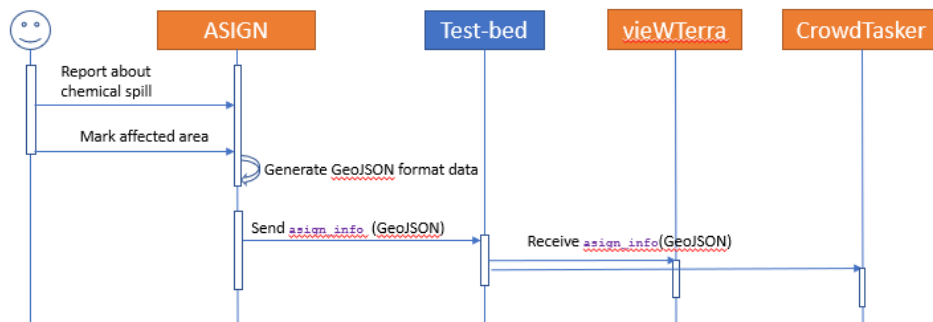 ASIGN
Test-bed
vieWTerra
CrowdTasker
Report about
chemical spill
Mark affected area
Generate GeoJSON format data
Send asign_info (GeoJSON)
Receive asign_info(GeoJSON)